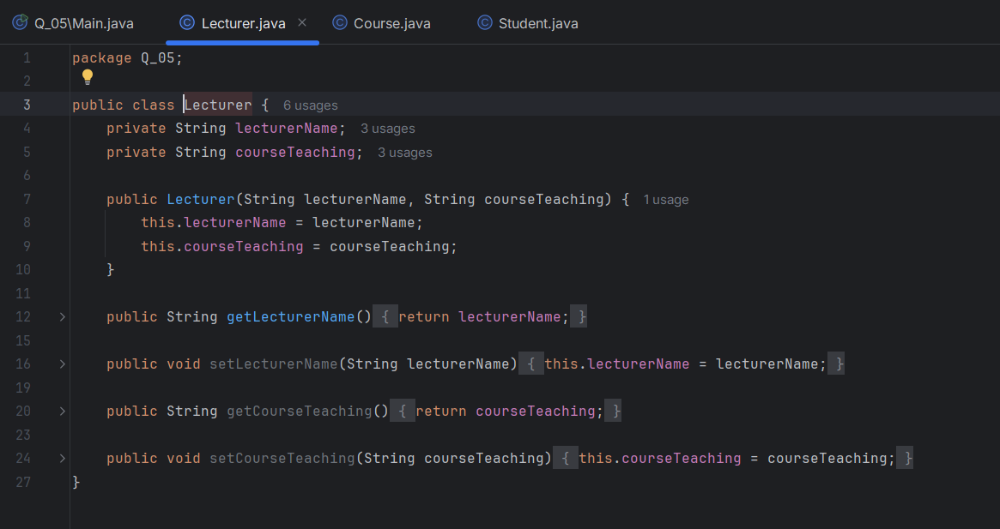 Q_05\Main.java Lecturer.java Course.java Student.java
1 package Q_05;
2
3 public class Lecturer { 6 usages
4 private String lecturerName; 3 usages
5 private String courseTeaching; 3 usages
6
7 public Lecturer(String lecturerName, String courseTeaching) { 1 usage
8 this.lecturerName = lecturerName;
9 this.courseTeaching = courseTeaching;
10 }
11
12 public String getLecturerName() { return lecturerName; }
15
16 public void setLecturerName(String lecturerName) { this.lecturerName = lecturerName; }
19
20 public String getCourseTeaching() { return courseTeaching; }
23
24 public void setCourseTeaching(String courseTeaching) { this.courseTeaching = courseTeaching; }
27 }